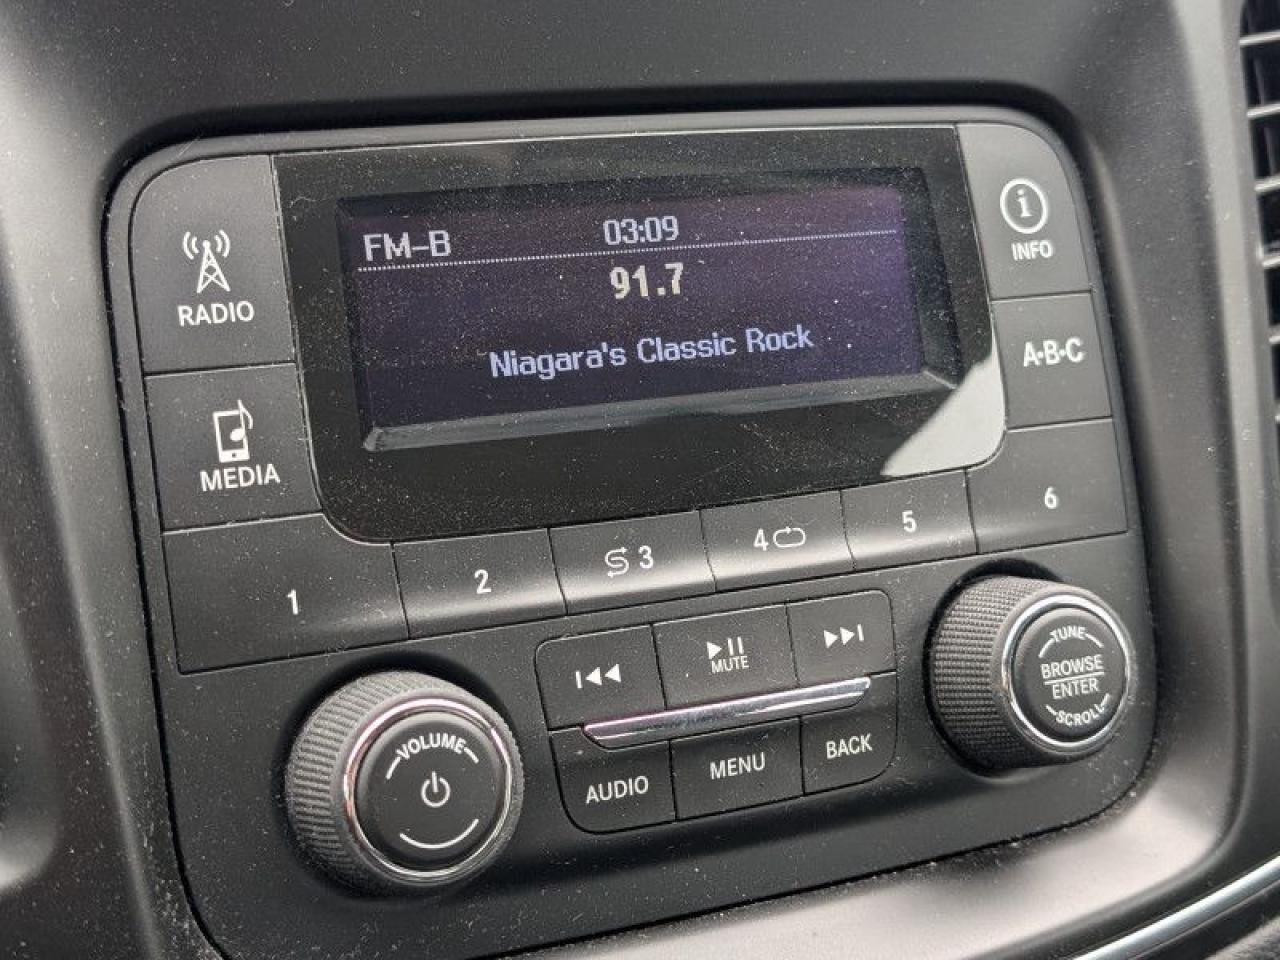 FM-B 03:09
91.7
Niagara's Classic Rock
RADIO
MEDIA
i
INFO
A·B·C
1
2
3
4
5
6
MUTE
AUDIO
MENU
BACK
VOLUME
TUNE
BROWSE
ENTER
SCROLL